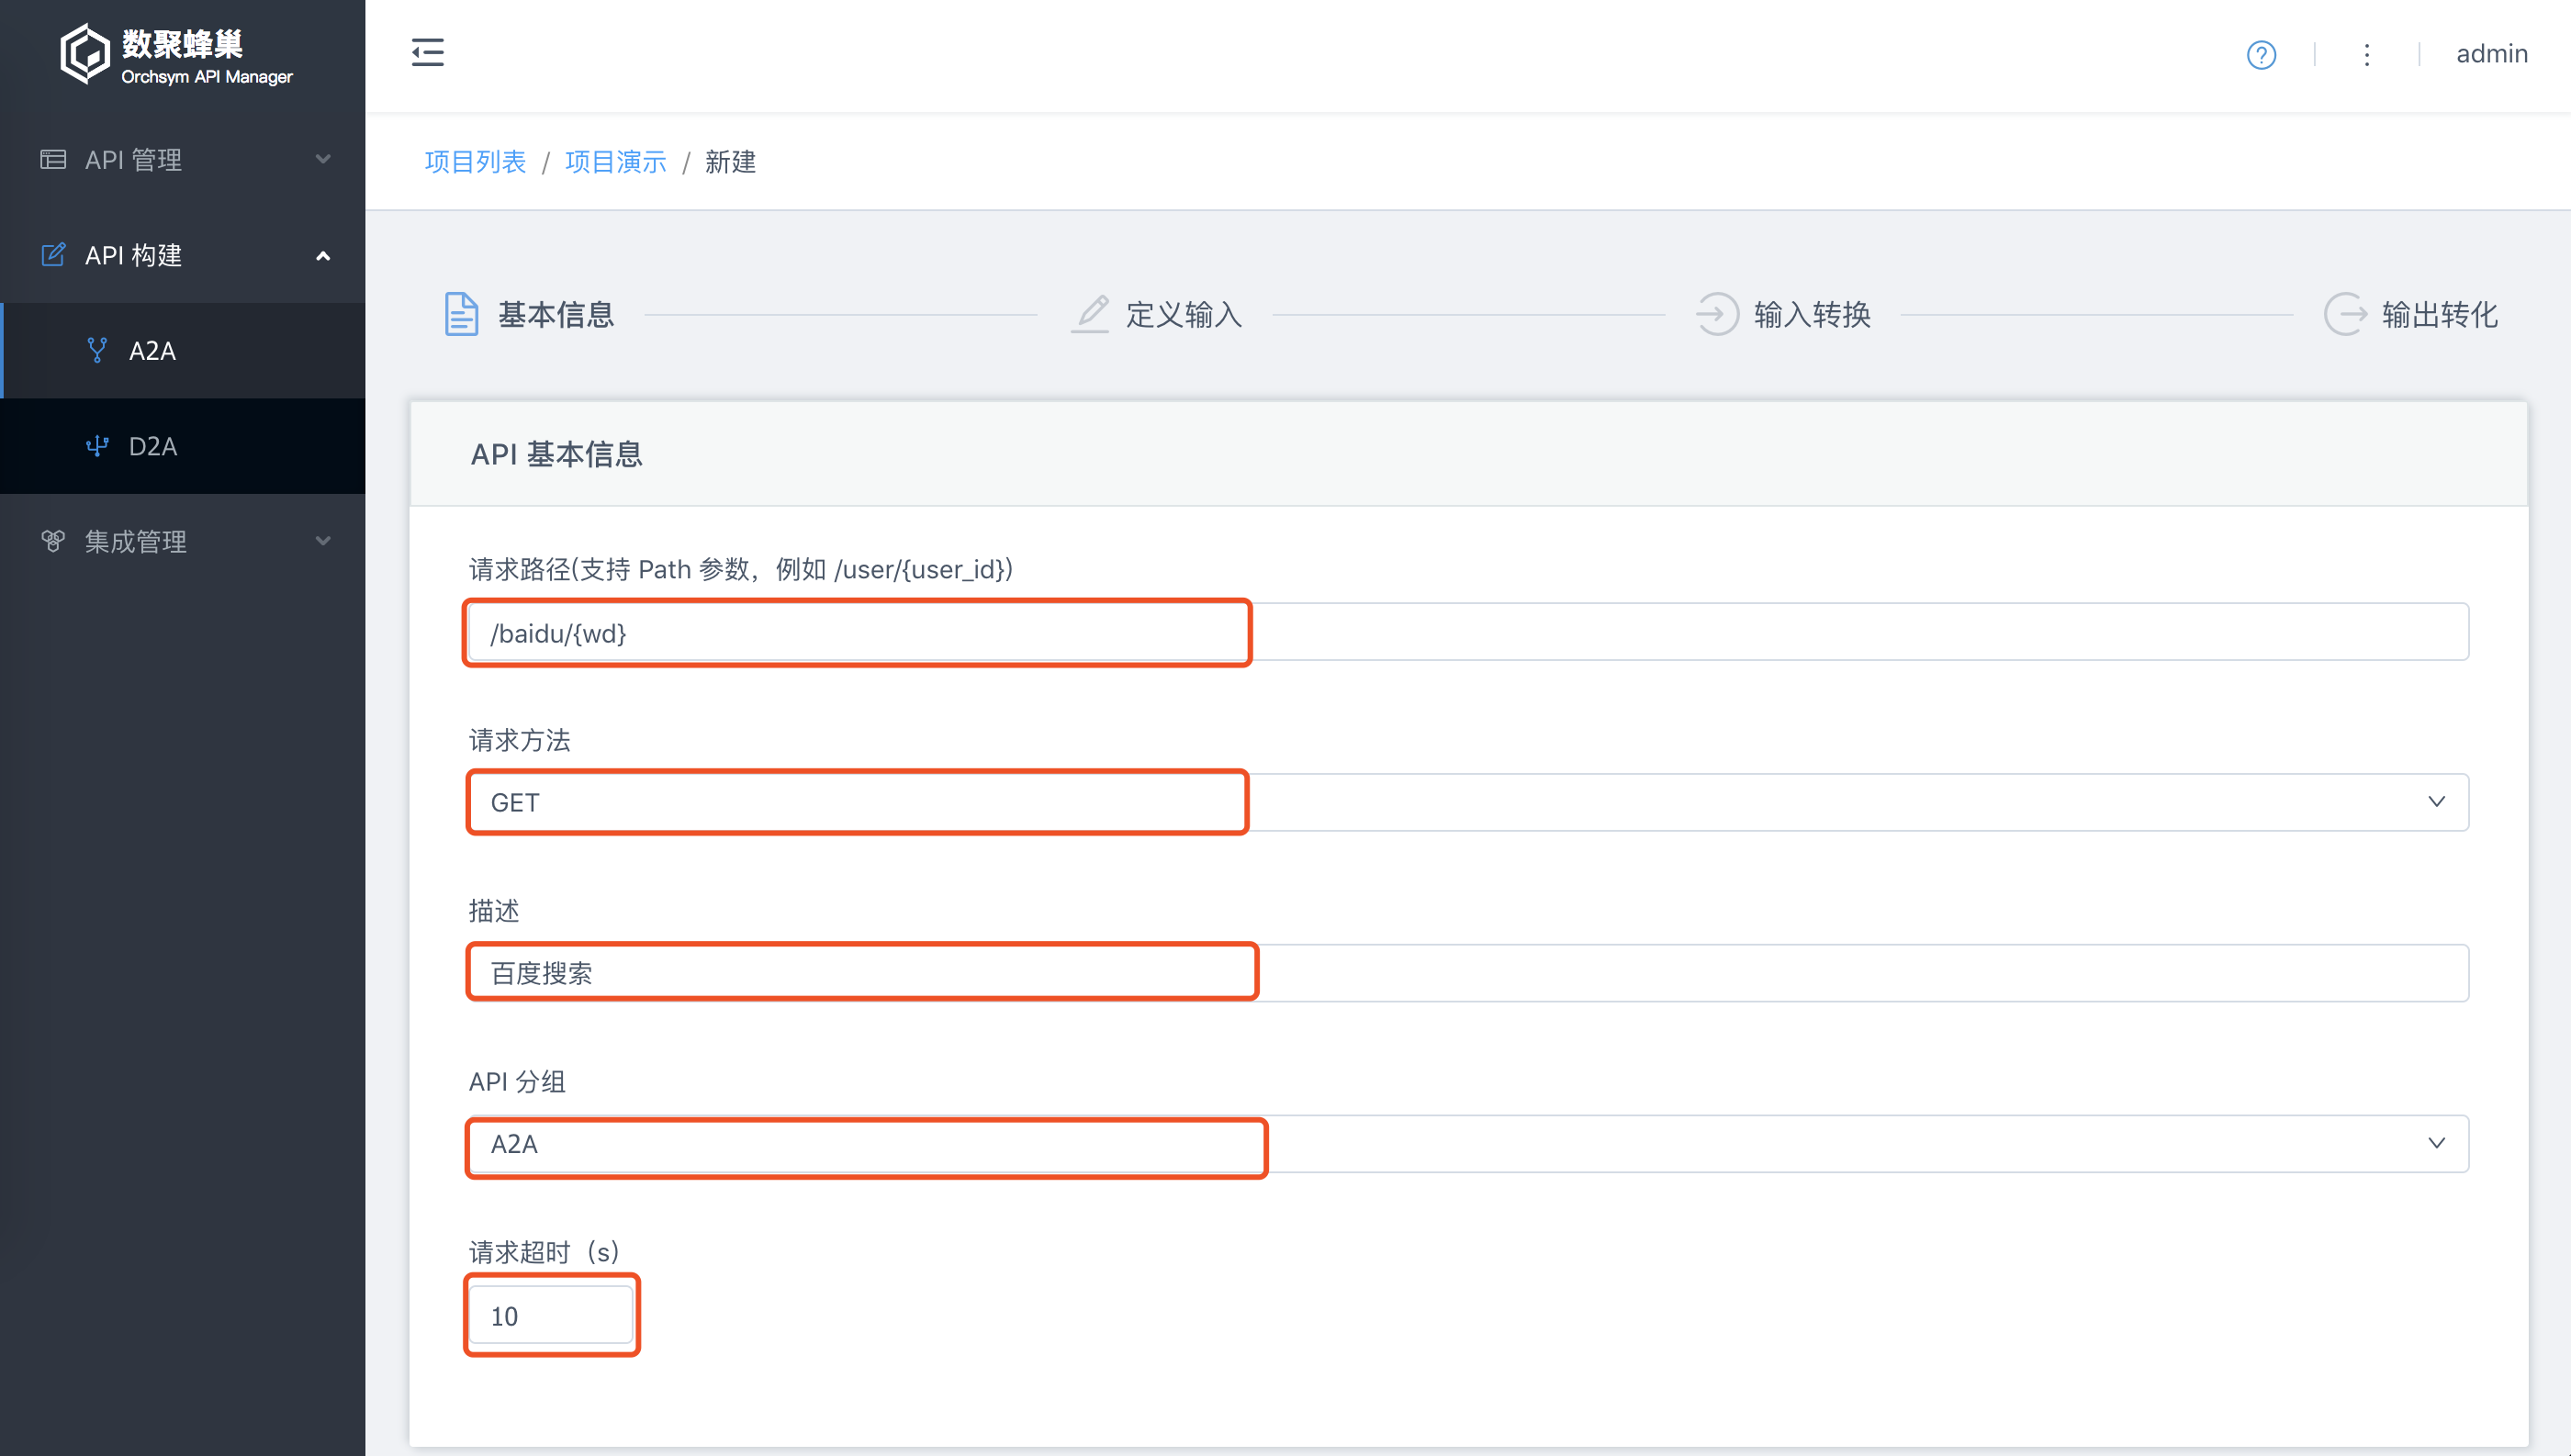 数聚蜂巢
Orchsym API Manager
admin
API 管理
API 构建
A2A
D2A
集成管理
项目列表 / 项目演示 / 新建
基本信息
定义输入
输入转换
输出转化
API 基本信息
请求路径(支持 Path 参数，例如 /user/{user_id})
/baidu/{wd}
请求方法
GET
描述
百度搜索
API 分组
A2A
请求超时（s）
10